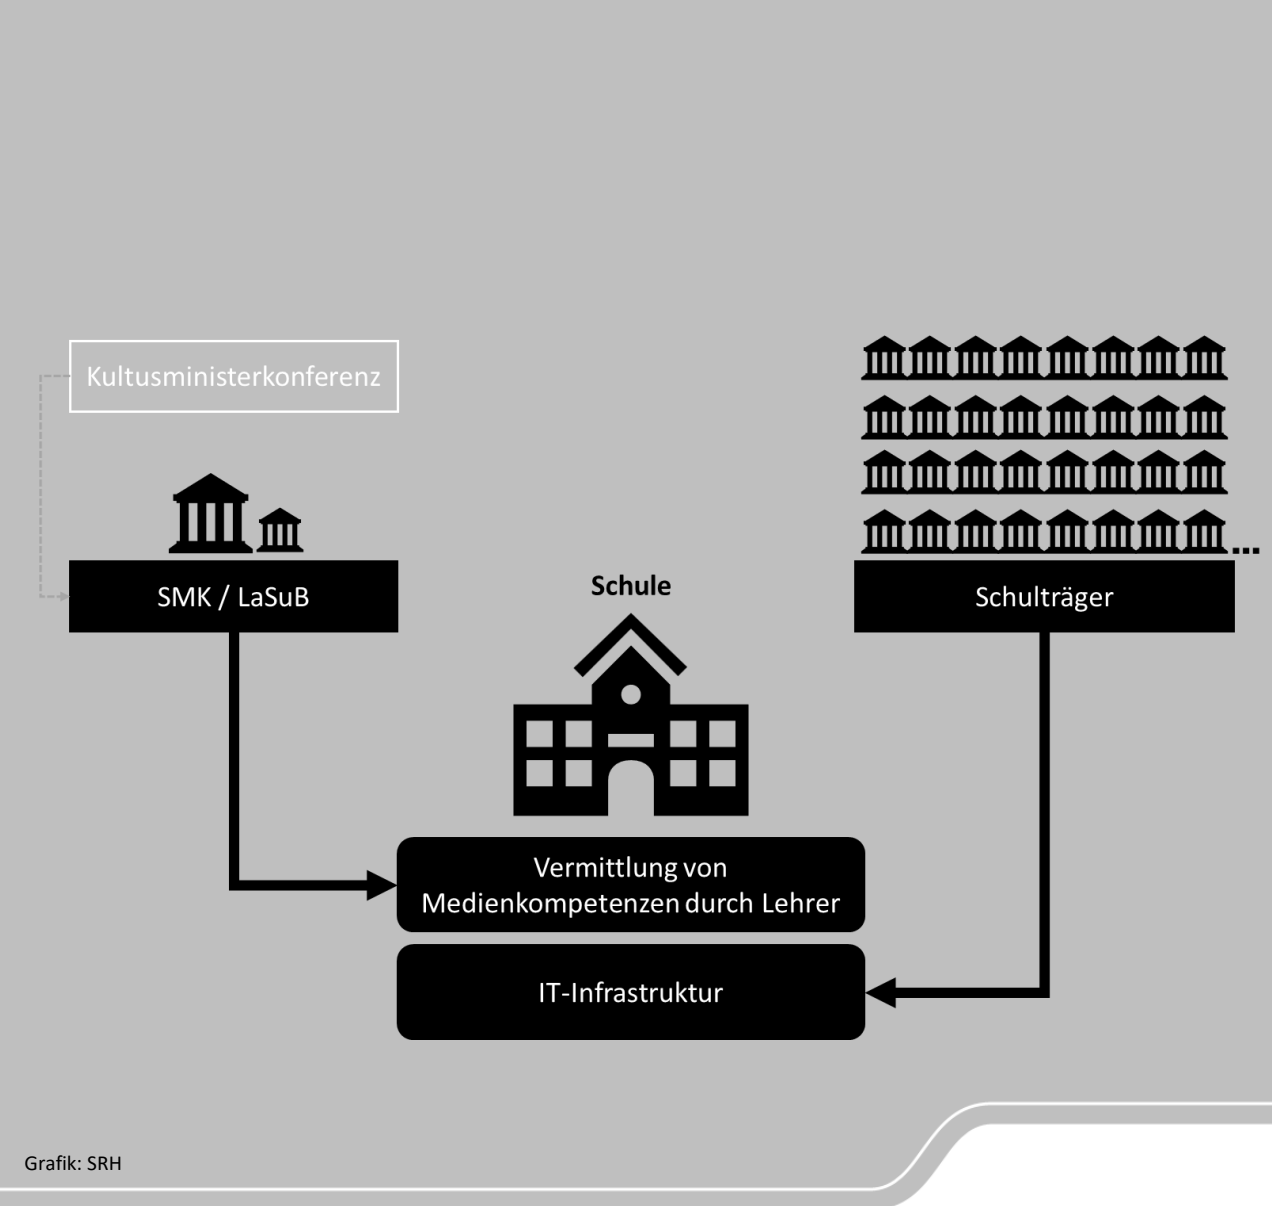 Kultusministerkonferenz
SMK / LaSuB
Schule
Schulträger
Vermittlung von
Medienkompetenzen durch Lehrer
IT-Infrastruktur
...
Grafik: SRH